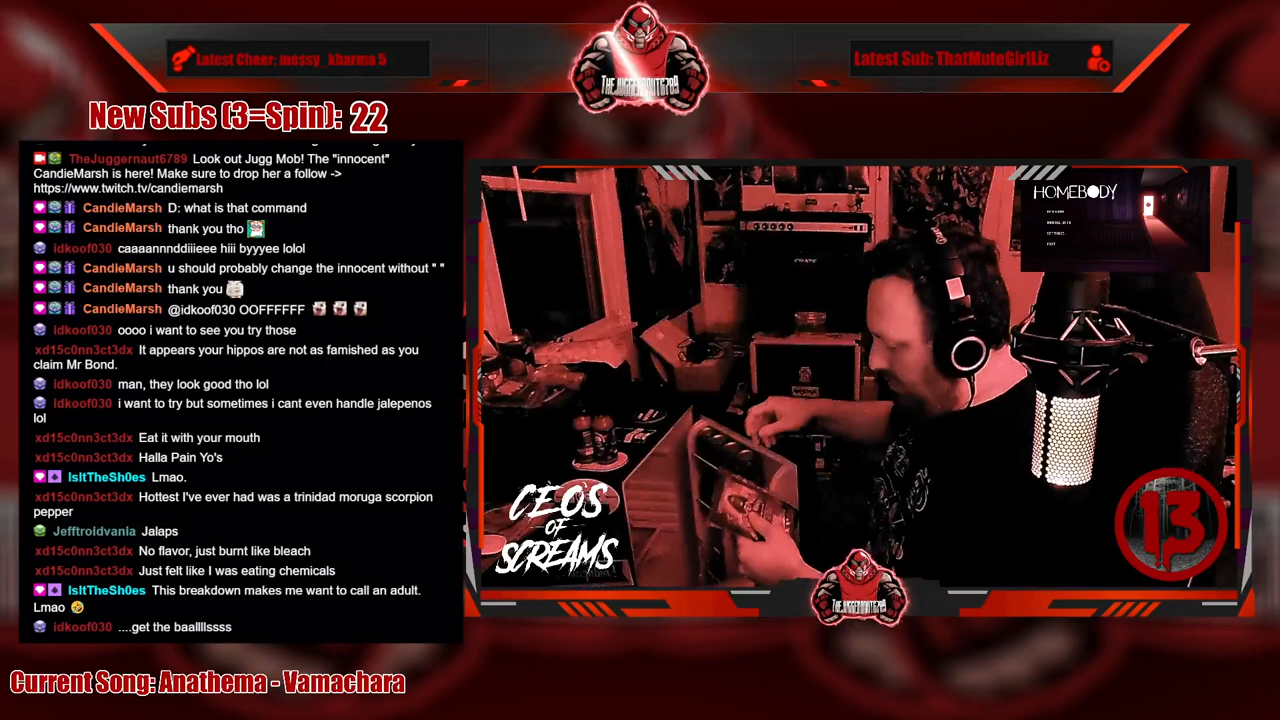 Latest Cheer: messy_kharma 5
THEJUGGERNAUT6789
Latest Sub: ThatMuteGirlLiz
New Subs (3=Spin): 22
TheJuggernaut6789 Look out Jugg Mob! The "innocent"
CandieMarsh is here! Make sure to drop her a follow ->
https://www.twitch.tv/candiemarsh
CandieMarsh D: what is that command
CandieMarsh thank you tho
idkoof030 caaaannnddiiieee hiii byyyee lolol
CandieMarsh u should probably change the innocent without " "
CandieMarsh thank you
CandieMarsh @idkoof030 OOFFFFFF
idkoof030 oooo i want to see you try those
xd15c0nn3ct3dx It appears your hippos are not as famished as you
claim Mr Bond.
idkoof030 man, they look good tho lol
idkoof030 i want to try but sometimes i cant even handle jalepenos
lol
xd15c0nn3ct3dx Eat it with your mouth
xd15c0nn3ct3dx Halla Pain Yo's
IsItTheSh0es Lmao.
xd15c0nn3ct3dx Hottest I've ever had was a trinidad moruga scorpion
pepper
Jefftroidvania Jalaps
xd15c0nn3ct3dx No flavor, just burnt like bleach
xd15c0nn3ct3dx Just felt like I was eating chemicals
IsItTheSh0es This breakdown makes me want to call an adult.
Lmao
idkoof030 ....get the baallllssss
HOMEBODY
CEOS
OF
SCREAMS
13
THEJUGGERNAUT6789
Current Song: Anathema - Vamachara